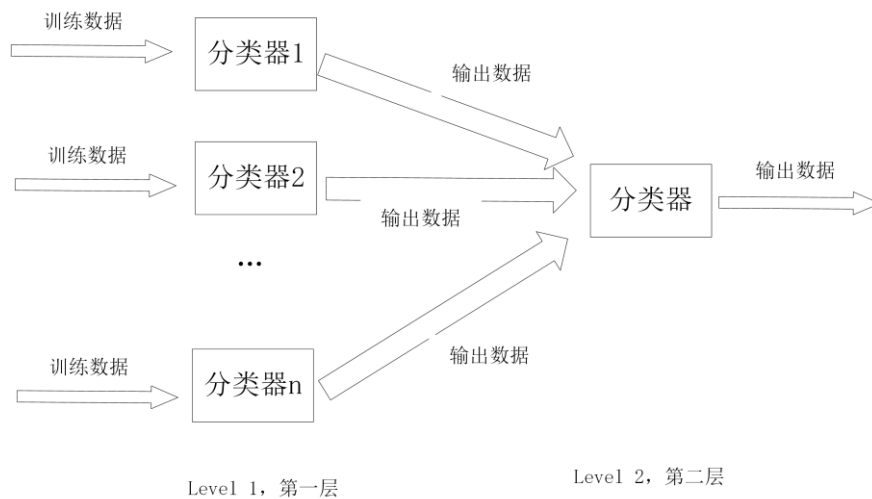 训练数据
分类器1
输出数据
训练数据
分类器2
输出数据
分类器
输出数据
...
训练数据
分类器n
输出数据
Level 1，第一层
Level 2，第二层